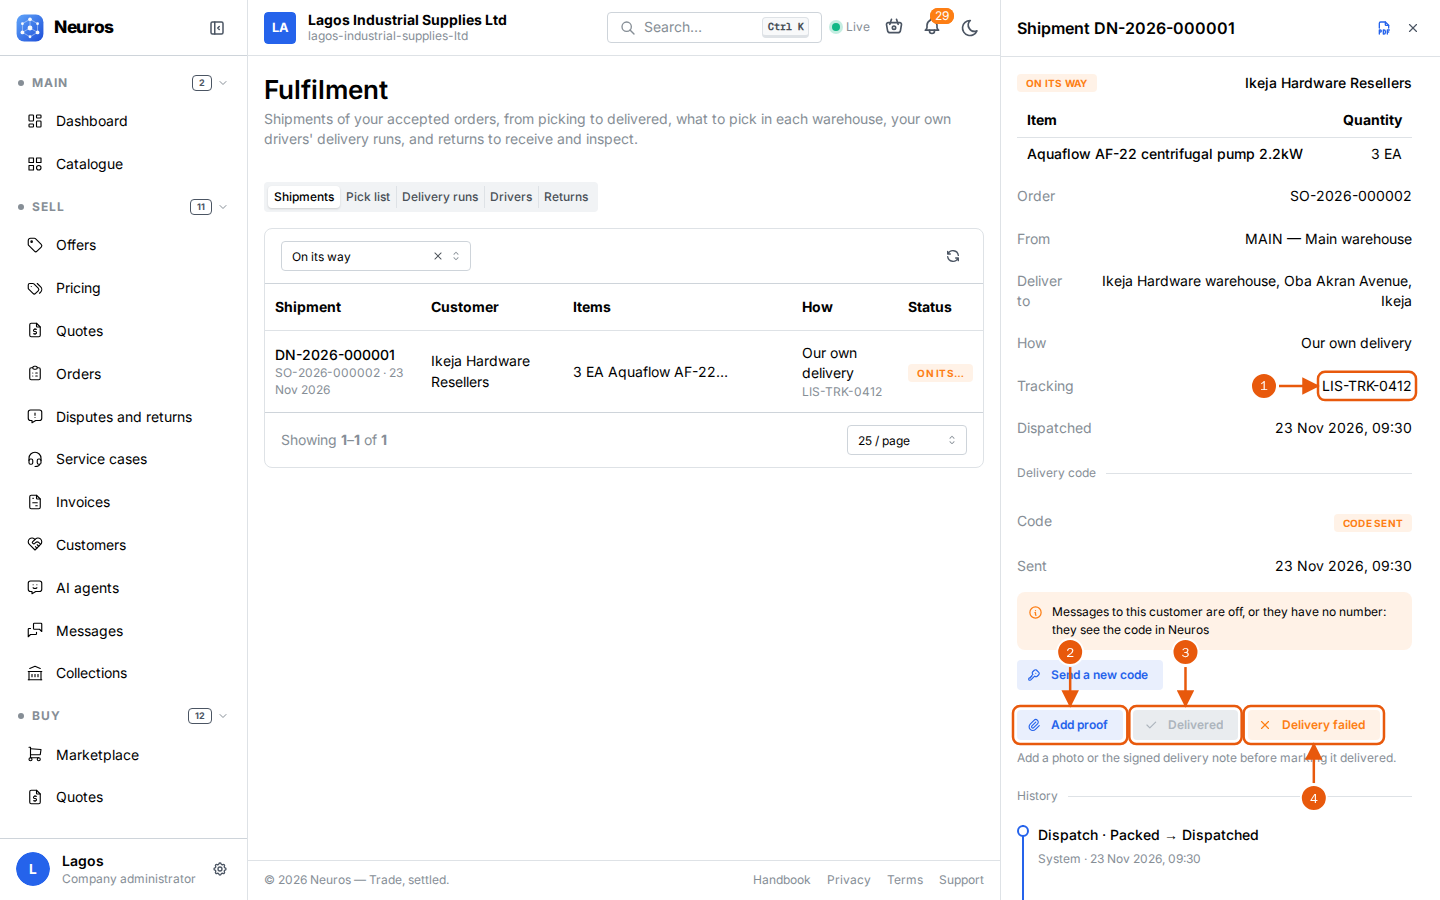 Neuros
MAIN
2
Dashboard
Catalogue
SELL
11
Offers
Pricing
Quotes
Orders
Disputes and returns
Service cases
Invoices
Customers
AI agents
Messages
Collections
BUY
12
Marketplace
Quotes
L
Lagos
Company administrator
LA
Lagos Industrial Supplies Ltd
lagos-industrial-supplies-ltd
Search...
Ctrl K
Live
29
Fulfilment
Shipments of your accepted orders, from picking to delivered, what to pick in each warehouse, your own
drivers' delivery runs, and returns to receive and inspect.
Shipments Pick list Delivery runs Drivers Returns
On its way
Shipment Customer Items How Status
DN-2026-000001
SO-2026-000002 · 23
Nov 2026
Ikeja Hardware
Resellers
3 EA Aquaflow AF-22...
Our own
delivery
LIS-TRK-0412
ON ITS...
Showing 1–1 of 1
25 / page
© 2026 Neuros — Trade, settled.
Handbook Privacy Terms Support
Shipment DN-2026-000001
PDF
ON ITS WAY
Ikeja Hardware Resellers
Item Quantity
Aquaflow AF-22 centrifugal pump 2.2kW 3 EA
Order SO-2026-000002
From MAIN — Main warehouse
Deliver
to
Ikeja Hardware warehouse, Oba Akran Avenue,
Ikeja
How Our own delivery
Tracking 1 LIS-TRK-0412
Dispatched 23 Nov 2026, 09:30
Delivery code
Code CODE SENT
Sent 23 Nov 2026, 09:30
Messages to this customer are off, or they have no number:
they see the code in Neuros
2 3
Send a new code
Add proof Delivered Delivery failed
Add a photo or the signed delivery note before marking it delivered.
History
4
Dispatch · Packed → Dispatched
System · 23 Nov 2026, 09:30